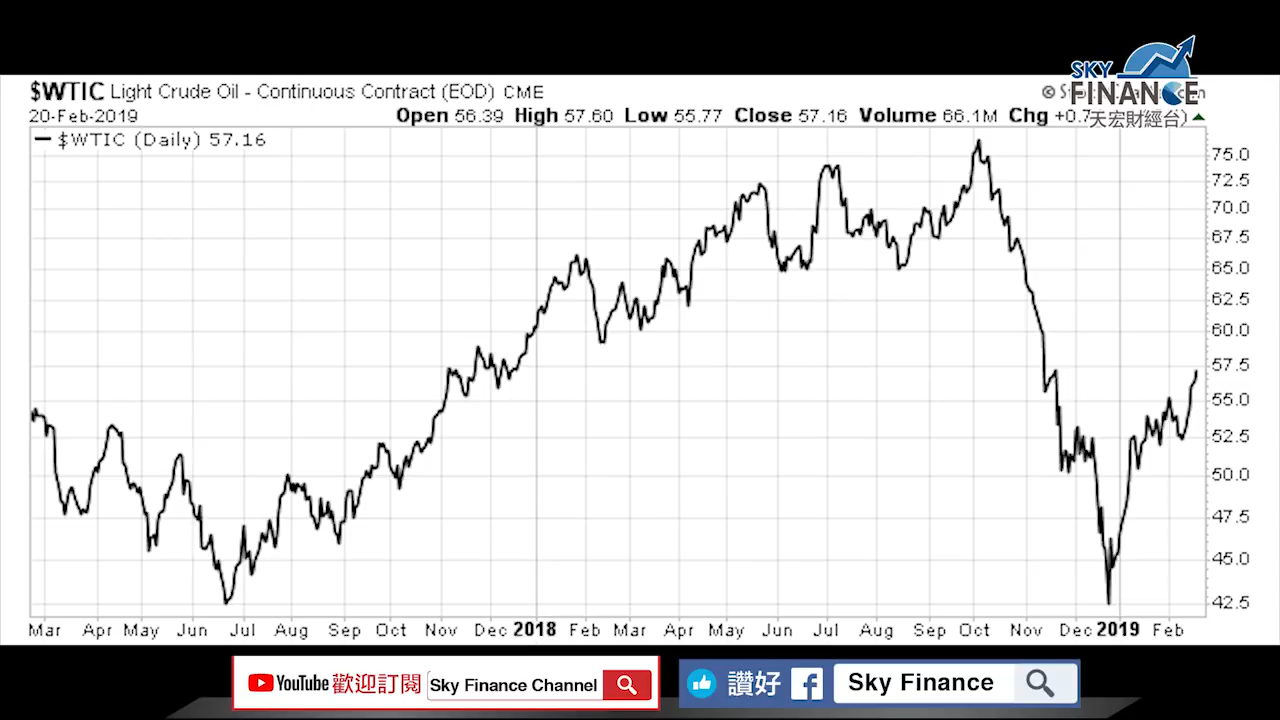 SKY
FINANCE
天宏財經台
$WTIC Light Crude Oil - Continuous Contract (EOD) CME
20-Feb-2019
Open 56.39 High 57.60 Low 55.77 Close 57.16 Volume 66.1M Chg +0.7
$WTIC (Daily) 57.16
75.0
72.5
70.0
67.5
65.0
62.5
60.0
57.5
55.0
52.5
50.0
47.5
45.0
42.5
Mar Apr May Jun Jul Aug Sep Oct Nov Dec 2018 Feb Mar Apr May Jun Jul Aug Sep Oct Nov Dec 2019 Feb
YouTube 歡迎訂閱 Sky Finance Channel
讚好 f Sky Finance